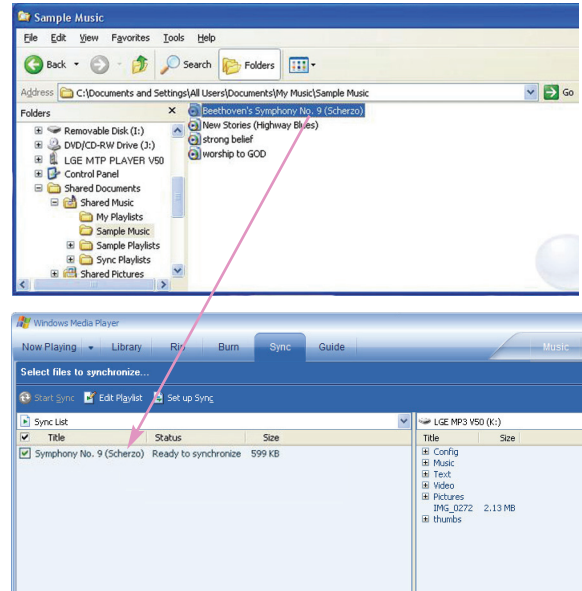 Sample Music
File Edit View Favorites Tools Help
Back Search Folders
Address C:\Documents and Settings\All Users\Documents\My Music\Sample Music Go
Folders
Removable Disk (I:)
DVD/CD-RW Drive (J:)
LGE MTP PLAYER V50
Control Panel
Shared Documents
Shared Music
My Playlists
Sample Music
Sample Playlists
Sync Playlists
Shared Pictures
Beethoven's Symphony No. 9 (Scherzo)
New Stories (Highway Blues)
strong belief
worship to GOD
Windows Media Player
Now Playing Library Rip Burn Sync Guide Music
Select files to synchronize...
Start Sync Edit Playlist Set up Sync
Sync List
Title Status Size
Symphony No. 9 (Scherzo) Ready to synchronize 599 KB
LGE MP3 V50 (K:)
Title Size
Config
Music
Text
Video
Pictures
IMG_0272 2.13 MB
thumbs